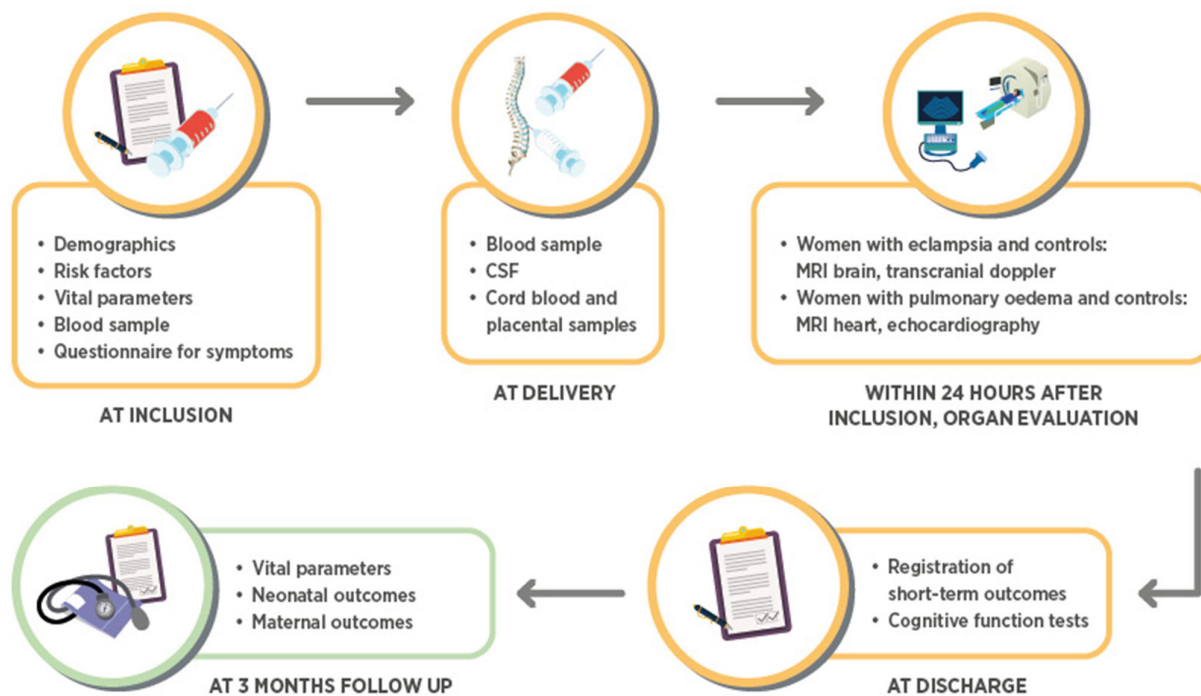 • Demographics
• Risk factors
• Vital parameters
• Blood sample
• Questionnaire for symptoms
AT INCLUSION
• Blood sample
• CSF
• Cord blood and
placental samples
AT DELIVERY
• Women with eclampsia and controls:
MRI brain, transcranial doppler
• Women with pulmonary oedema and controls:
MRI heart, echocardiography
WITHIN 24 HOURS AFTER
INCLUSION, ORGAN EVALUATION
• Registration of
short-term outcomes
• Cognitive function tests
AT DISCHARGE
• Vital parameters
• Neonatal outcomes
• Maternal outcomes
AT 3 MONTHS FOLLOW UP